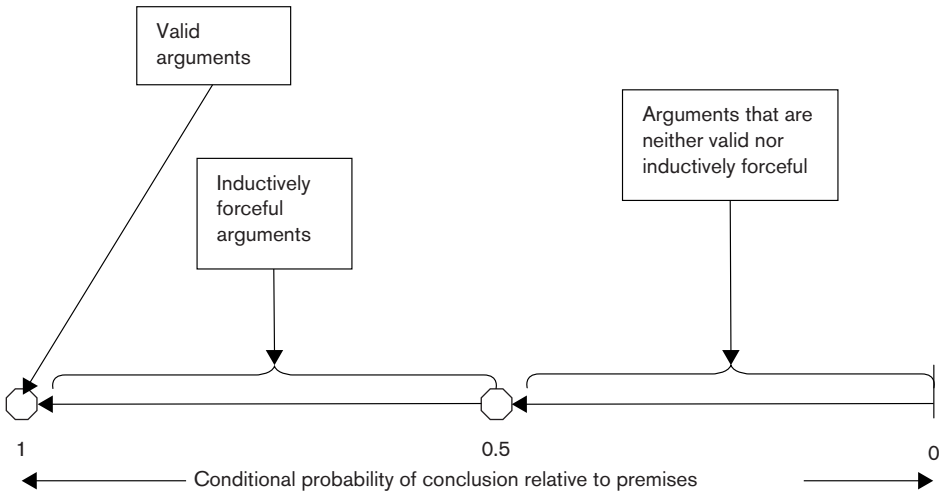 Valid
arguments
Arguments that are
neither valid nor
inductively forceful
Inductively
forceful
arguments
1
0.5
0
Conditional probability of conclusion relative to premises